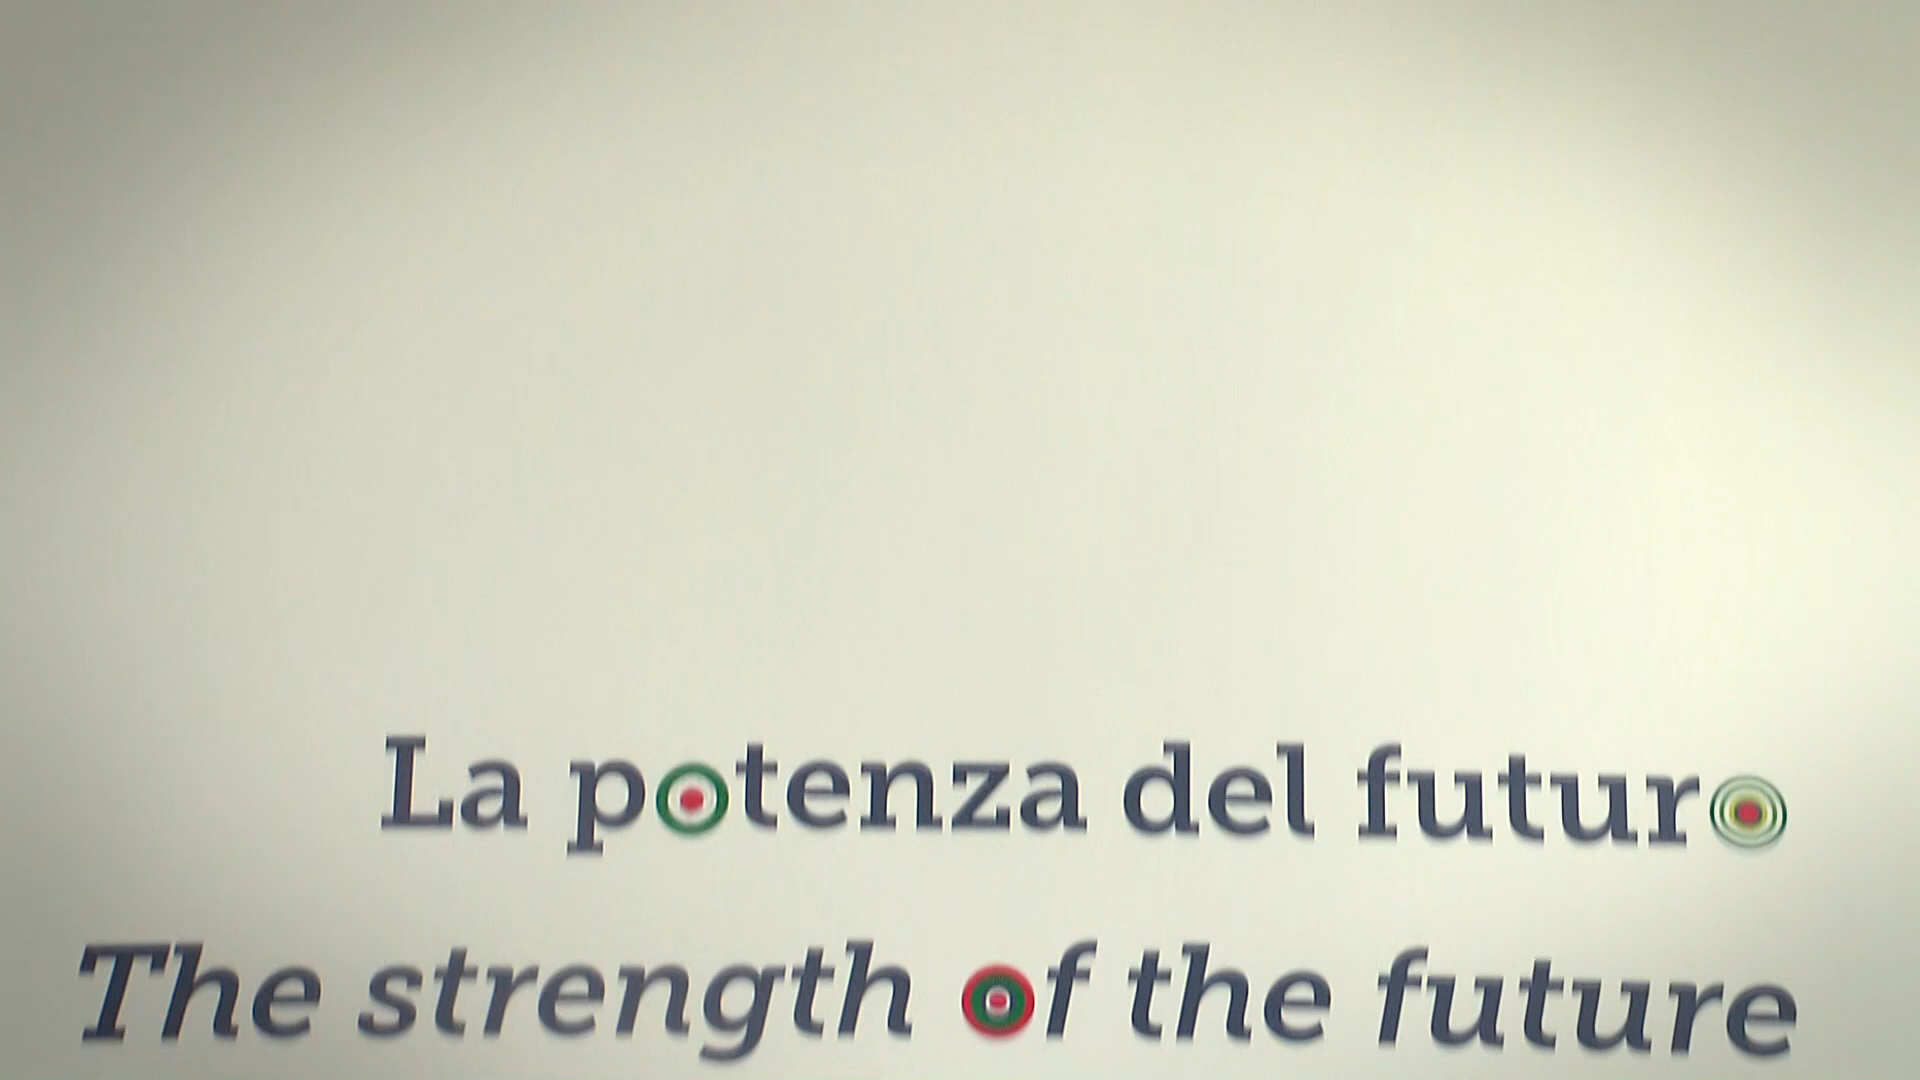 La potenza del futuro
The strength of the future